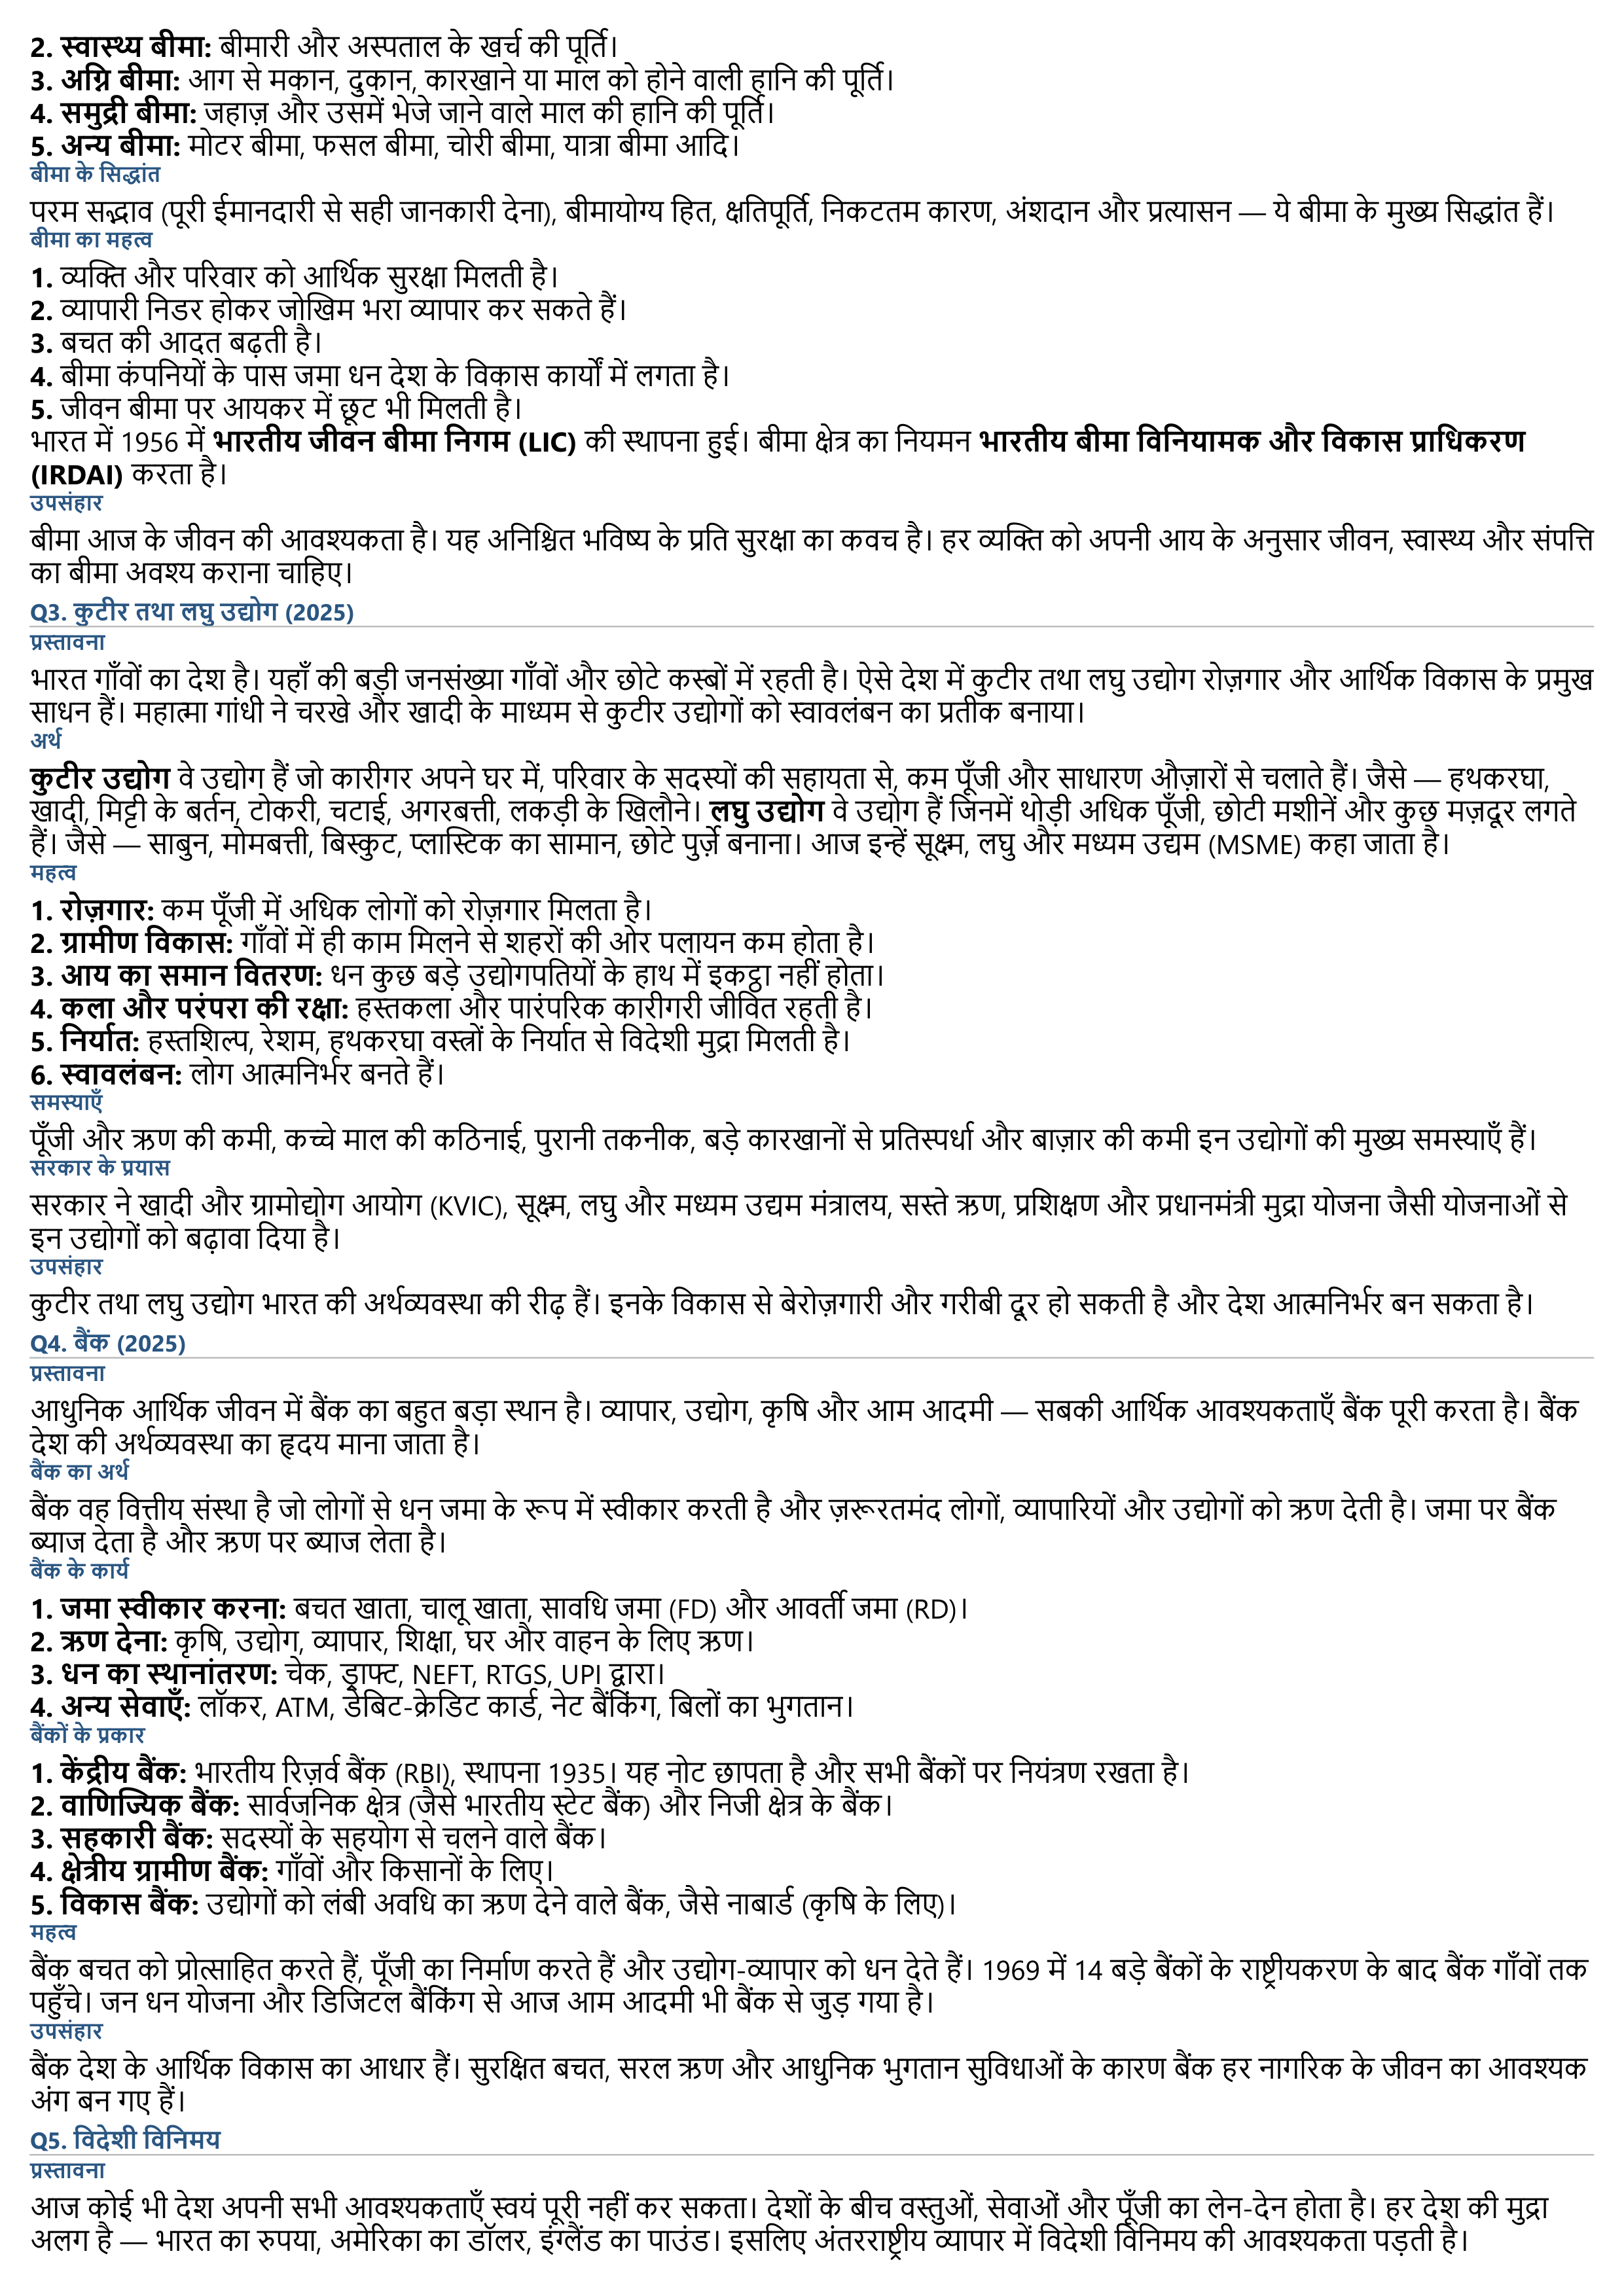 2. स्वास्थ्य बीमा: बीमारी और अस्पताल के खर्च की पूर्ति।
3. अग्नि बीमा: आग से मकान, दुकान, कारखाने या माल को होने वाली हानि की पूर्ति।
4. समुद्री बीमा: जहाज़ और उसमें भेजे जाने वाले माल की हानि की पूर्ति।
5. अन्य बीमा: मोटर बीमा, फसल बीमा, चोरी बीमा, यात्रा बीमा आदि।
बीमा के सिद्धांत
परम सद्भाव (पूरी ईमानदारी से सही जानकारी देना), बीमायोग्य हित, क्षतिपूर्ति, निकटतम कारण, अंशदान और प्रत्यासन — ये बीमा के मुख्य सिद्धांत हैं।
बीमा का महत्व
1. व्यक्ति और परिवार को आर्थिक सुरक्षा मिलती है।
2. व्यापारी निडर होकर जोखिम भरा व्यापार कर सकते हैं।
3. बचत की आदत बढ़ती है।
4. बीमा कंपनियों के पास जमा धन देश के विकास कार्यों में लगता है।
5. जीवन बीमा पर आयकर में छूट भी मिलती है।
भारत में 1956 में भारतीय जीवन बीमा निगम (LIC) की स्थापना हुई। बीमा क्षेत्र का नियमन भारतीय बीमा विनियामक और विकास प्राधिकरण
(IRDAI) करता है।
उपसंहार
बीमा आज के जीवन की आवश्यकता है। यह अनिश्चित भविष्य के प्रति सुरक्षा का कवच है। हर व्यक्ति को अपनी आय के अनुसार जीवन, स्वास्थ्य और संपत्ति
का बीमा अवश्य कराना चाहिए।
Q3. कुटीर तथा लघु उद्योग (2025)
प्रस्तावना
भारत गाँवों का देश है। यहाँ की बड़ी जनसंख्या गाँवों और छोटे कस्बों में रहती है। ऐसे देश में कुटीर तथा लघु उद्योग रोज़गार और आर्थिक विकास के प्रमुख
साधन हैं। महात्मा गांधी ने चरखे और खादी के माध्यम से कुटीर उद्योगों को स्वावलंबन का प्रतीक बनाया।
अर्थ
कुटीर उद्योग वे उद्योग हैं जो कारीगर अपने घर में, परिवार के सदस्यों की सहायता से, कम पूँजी और साधारण औज़ारों से चलाते हैं। जैसे — हथकरघा,
खादी, मिट्टी के बर्तन, टोकरी, चटाई, अगरबत्ती, लकड़ी के खिलौने। लघु उद्योग वे उद्योग हैं जिनमें थोड़ी अधिक पूँजी, छोटी मशीनें और कुछ मज़दूर लगते
हैं। जैसे — साबुन, मोमबत्ती, बिस्कुट, प्लास्टिक का सामान, छोटे पुर्ज़े बनाना। आज इन्हें सूक्ष्म, लघु और मध्यम उद्यम (MSME) कहा जाता है।
महत्व
1. रोज़गार: कम पूँजी में अधिक लोगों को रोज़गार मिलता है।
2. ग्रामीण विकास: गाँवों में ही काम मिलने से शहरों की ओर पलायन कम होता है।
3. आय का समान वितरण: धन कुछ बड़े उद्योगपतियों के हाथ में इकट्ठा नहीं होता।
4. कला और परंपरा की रक्षा: हस्तकला और पारंपरिक कारीगरी जीवित रहती है।
5. निर्यात: हस्तशिल्प, रेशम, हथकरघा वस्त्रों के निर्यात से विदेशी मुद्रा मिलती है।
6. स्वावलंबन: लोग आत्मनिर्भर बनते हैं।
समस्याएँ
पूँजी और ऋण की कमी, कच्चे माल की कठिनाई, पुरानी तकनीक, बड़े कारखानों से प्रतिस्पर्धा और बाज़ार की कमी इन उद्योगों की मुख्य समस्याएँ हैं।
सरकार के प्रयास
सरकार ने खादी और ग्रामोद्योग आयोग (KVIC), सूक्ष्म, लघु और मध्यम उद्यम मंत्रालय, सस्ते ऋण, प्रशिक्षण और प्रधानमंत्री मुद्रा योजना जैसी योजनाओं से
इन उद्योगों को बढ़ावा दिया है।
उपसंहार
कुटीर तथा लघु उद्योग भारत की अर्थव्यवस्था की रीढ़ हैं। इनके विकास से बेरोज़गारी और गरीबी दूर हो सकती है और देश आत्मनिर्भर बन सकता है।
Q4. बैंक (2025)
प्रस्तावना
आधुनिक आर्थिक जीवन में बैंक का बहुत बड़ा स्थान है। व्यापार, उद्योग, कृषि और आम आदमी — सबकी आर्थिक आवश्यकताएँ बैंक पूरी करता है। बैंक
देश की अर्थव्यवस्था का हृदय माना जाता है।
बैंक का अर्थ
बैंक वह वित्तीय संस्था है जो लोगों से धन जमा के रूप में स्वीकार करती है और ज़रूरतमंद लोगों, व्यापारियों और उद्योगों को ऋण देती है। जमा पर बैंक
ब्याज देता है और ऋण पर ब्याज लेता है।
बैंक के कार्य
1. जमा स्वीकार करना: बचत खाता, चालू खाता, सावधि जमा (FD) और आवर्ती जमा (RD)।
2. ऋण देना: कृषि, उद्योग, व्यापार, शिक्षा, घर और वाहन के लिए ऋण।
3. धन का स्थानांतरण: चेक, ड्राफ्ट, NEFT, RTGS, UPI द्वारा।
4. अन्य सेवाएँ: लॉकर, ATM, डेबिट-क्रेडिट कार्ड, नेट बैंकिंग, बिलों का भुगतान।
बैंकों के प्रकार
1. केंद्रीय बैंक: भारतीय रिज़र्व बैंक (RBI), स्थापना 1935। यह नोट छापता है और सभी बैंकों पर नियंत्रण रखता है।
2. वाणिज्यिक बैंक: सार्वजनिक क्षेत्र (जैसे भारतीय स्टेट बैंक) और निजी क्षेत्र के बैंक।
3. सहकारी बैंक: सदस्यों के सहयोग से चलने वाले बैंक।
4. क्षेत्रीय ग्रामीण बैंक: गाँवों और किसानों के लिए।
5. विकास बैंक: उद्योगों को लंबी अवधि का ऋण देने वाले बैंक, जैसे नाबार्ड (कृषि के लिए)।
महत्व
बैंक बचत को प्रोत्साहित करते हैं, पूँजी का निर्माण करते हैं और उद्योग-व्यापार को धन देते हैं। 1969 में 14 बड़े बैंकों के राष्ट्रीयकरण के बाद बैंक गाँवों तक
पहुँचे। जन धन योजना और डिजिटल बैंकिंग से आज आम आदमी भी बैंक से जुड़ गया है।
उपसंहार
बैंक देश के आर्थिक विकास का आधार हैं। सुरक्षित बचत, सरल ऋण और आधुनिक भुगतान सुविधाओं के कारण बैंक हर नागरिक के जीवन का आवश्यक
अंग बन गए हैं।
Q5. विदेशी विनिमय
प्रस्तावना
आज कोई भी देश अपनी सभी आवश्यकताएँ स्वयं पूरी नहीं कर सकता। देशों के बीच वस्तुओं, सेवाओं और पूँजी का लेन-देन होता है। हर देश की मुद्रा
अलग है — भारत का रुपया, अमेरिका का डॉलर, इंग्लैंड का पाउंड। इसलिए अंतरराष्ट्रीय व्यापार में विदेशी विनिमय की आवश्यकता पड़ती है।